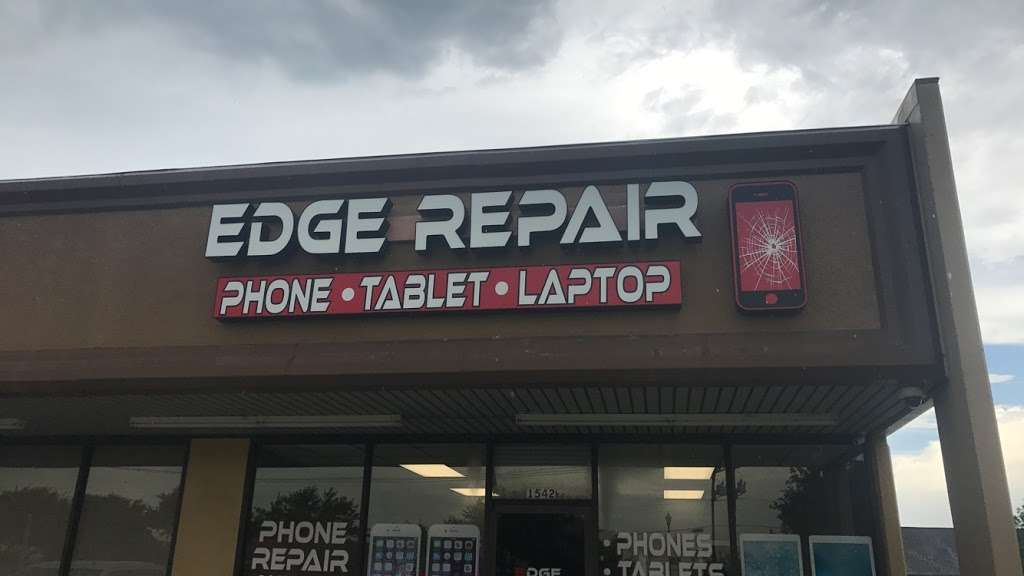 EDGE REPAIR
PHONE • TABLET • LAPTOP
1542
PHONE
REPAIR
• PHONES
• TABLETS
EDGE